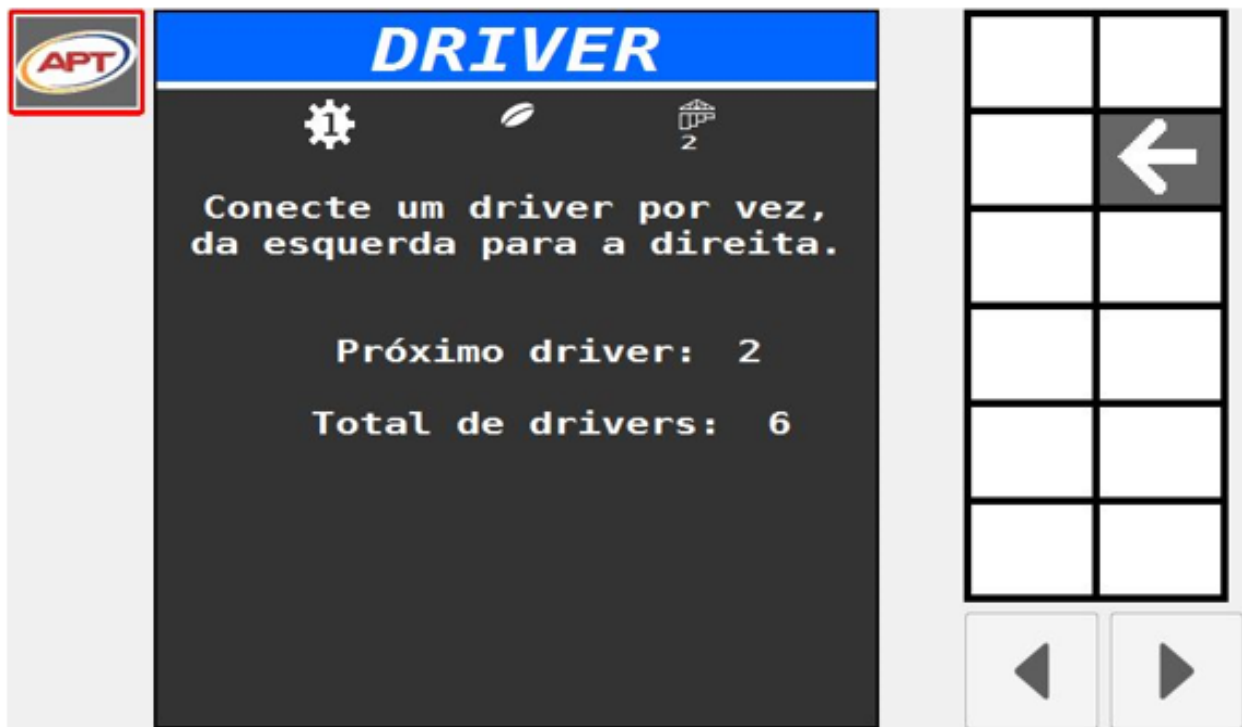 APT
DRIVER
1
2
Conecte um driver por vez,
da esquerda para a direita.
Próximo driver: 2
Total de drivers: 6